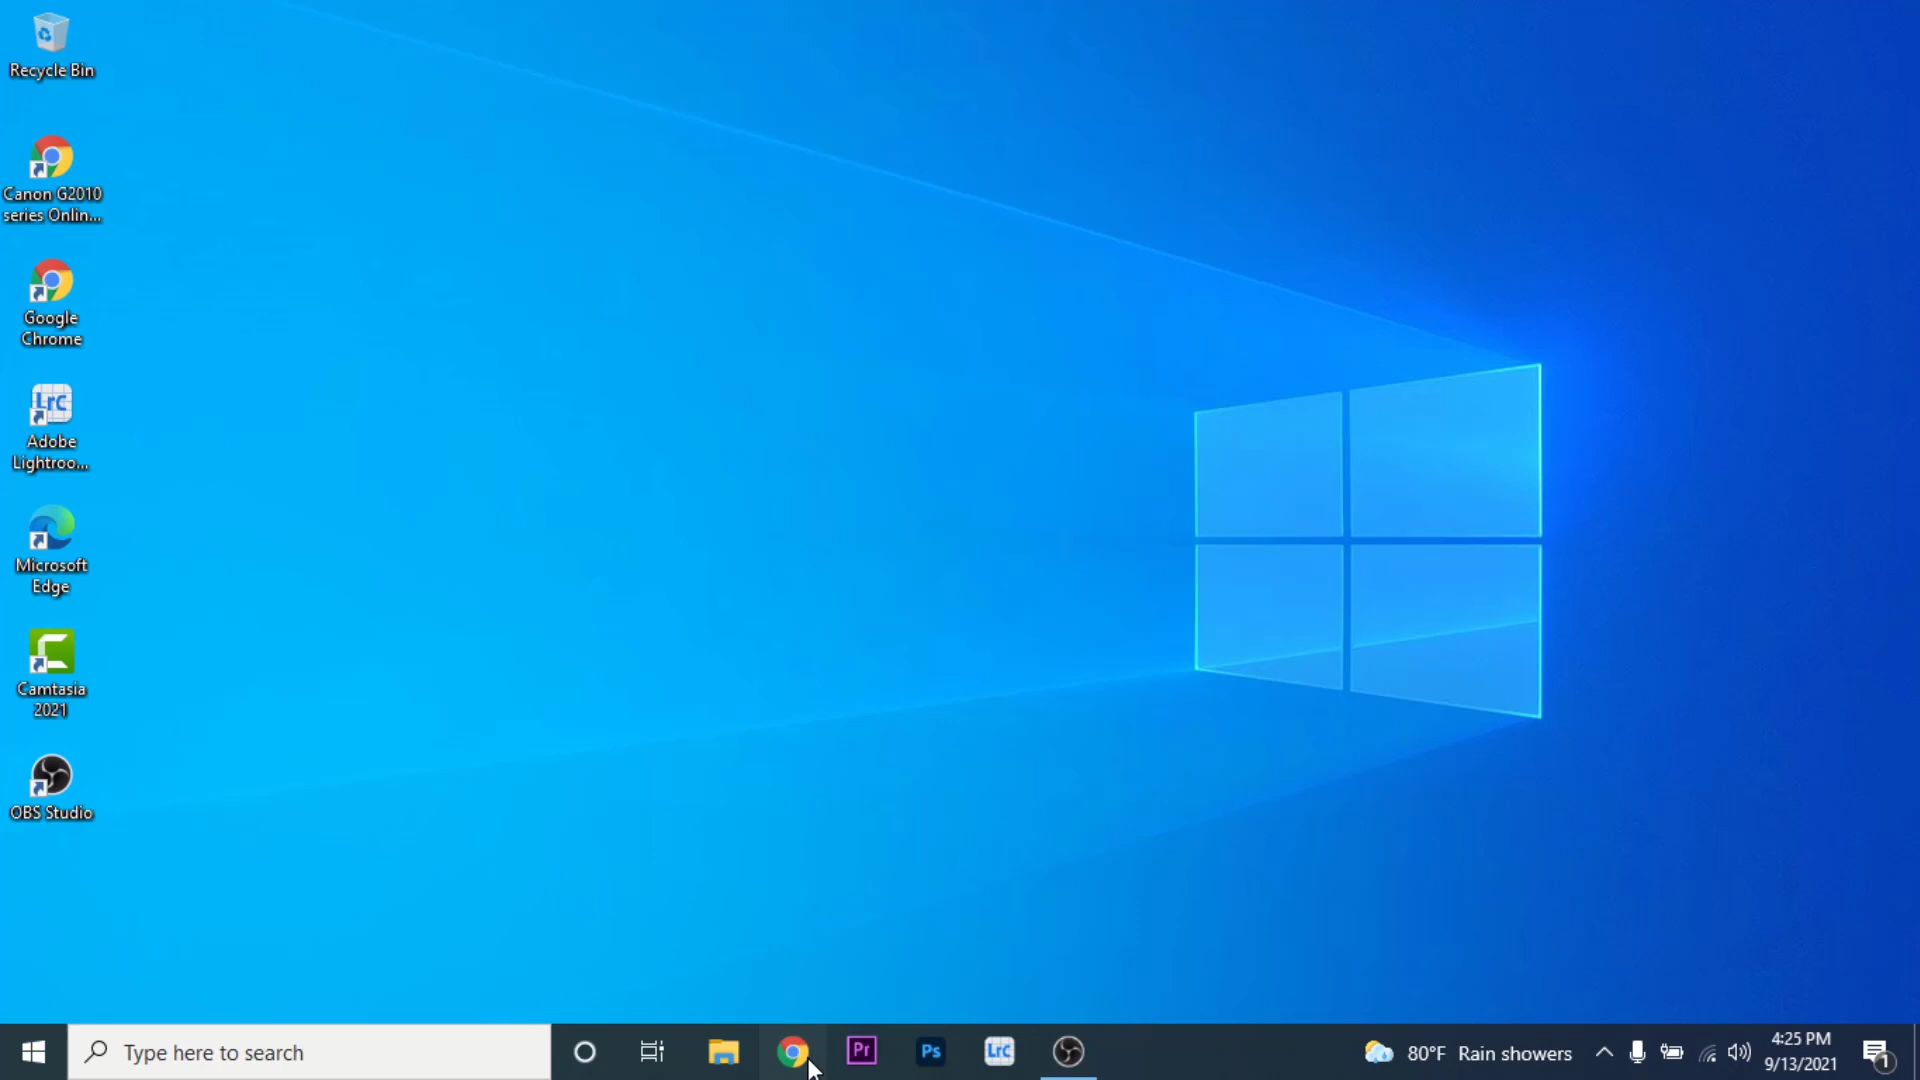 Recycle Bin
Canon G2010
series Onlin...
Google
Chrome
LrC
Adobe
Lightroo...
Microsoft
Edge
Camtasia
2021
OBS Studio
Type here to search
Pr
Ps
LrC
80°F Rain showers
4:25 PM
9/13/2021
1